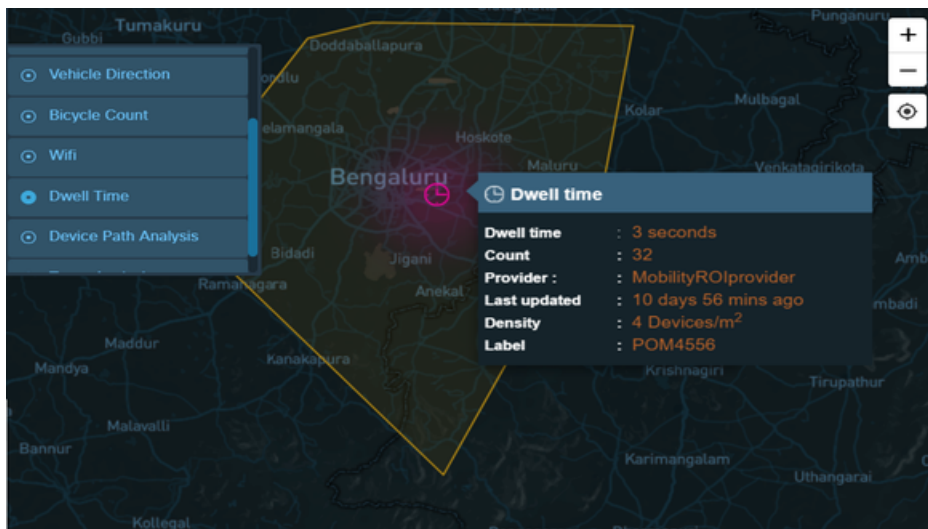 Punganuru
Tumakuru
Gubbi
Doddaballapura
Vehicle Direction
Kolar
Mulbagal
Bicycle Count
elamangala
Hoskote
Wifi
Maluru
Venkatagirikota
Bengaluru
Dwell Time
Dwell time
Dwell time : 3 seconds
Device Path Analysis
Count : 32
Bidadi
Jigani
Provider : : MobilityROIprovider
Ramanagara
Anekal
Last updated : 10 days 56 mins ago
Density : 4 Devices/m²
Label : POM4556
Maddur
Kanakapura
Mandya
Krishnagiri
Tirupathur
Malavalli
Bannur
Karimangalam
Uthangarai
Kollegal